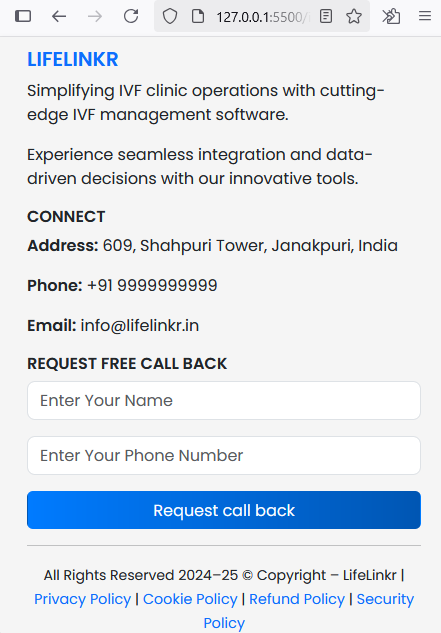 127.0.0.1:5500/
LIFELINKR
Simplifying IVF clinic operations with cutting-
edge IVF management software.
Experience seamless integration and data-
driven decisions with our innovative tools.
CONNECT
Address: 609, Shahpuri Tower, Janakpuri, India
Phone: +91 9999999999
Email: info@lifelinkr.in
REQUEST FREE CALL BACK
Enter Your Name
Enter Your Phone Number
Request call back
All Rights Reserved 2024–25 © Copyright – LifeLinkr |
Privacy Policy | Cookie Policy | Refund Policy | Security
Policy